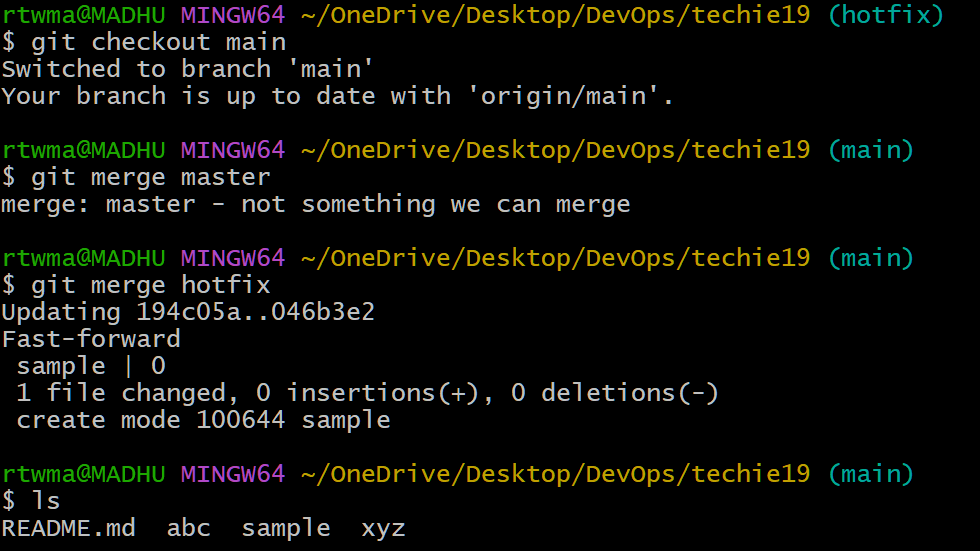 rtwma@MADHU MINGW64 ~/OneDrive/Desktop/DevOps/techie19 (hotfix)
$ git checkout main
Switched to branch 'main'
Your branch is up to date with 'origin/main'.
rtwma@MADHU MINGW64 ~/OneDrive/Desktop/DevOps/techie19 (main)
$ git merge master
merge: master - not something we can merge
rtwma@MADHU MINGW64 ~/OneDrive/Desktop/DevOps/techie19 (main)
$ git merge hotfix
Updating 194c05a..046b3e2
Fast-forward
 sample | 0
 1 file changed, 0 insertions(+), 0 deletions(-)
 create mode 100644 sample
rtwma@MADHU MINGW64 ~/OneDrive/Desktop/DevOps/techie19 (main)
$ ls
README.md  abc  sample  xyz